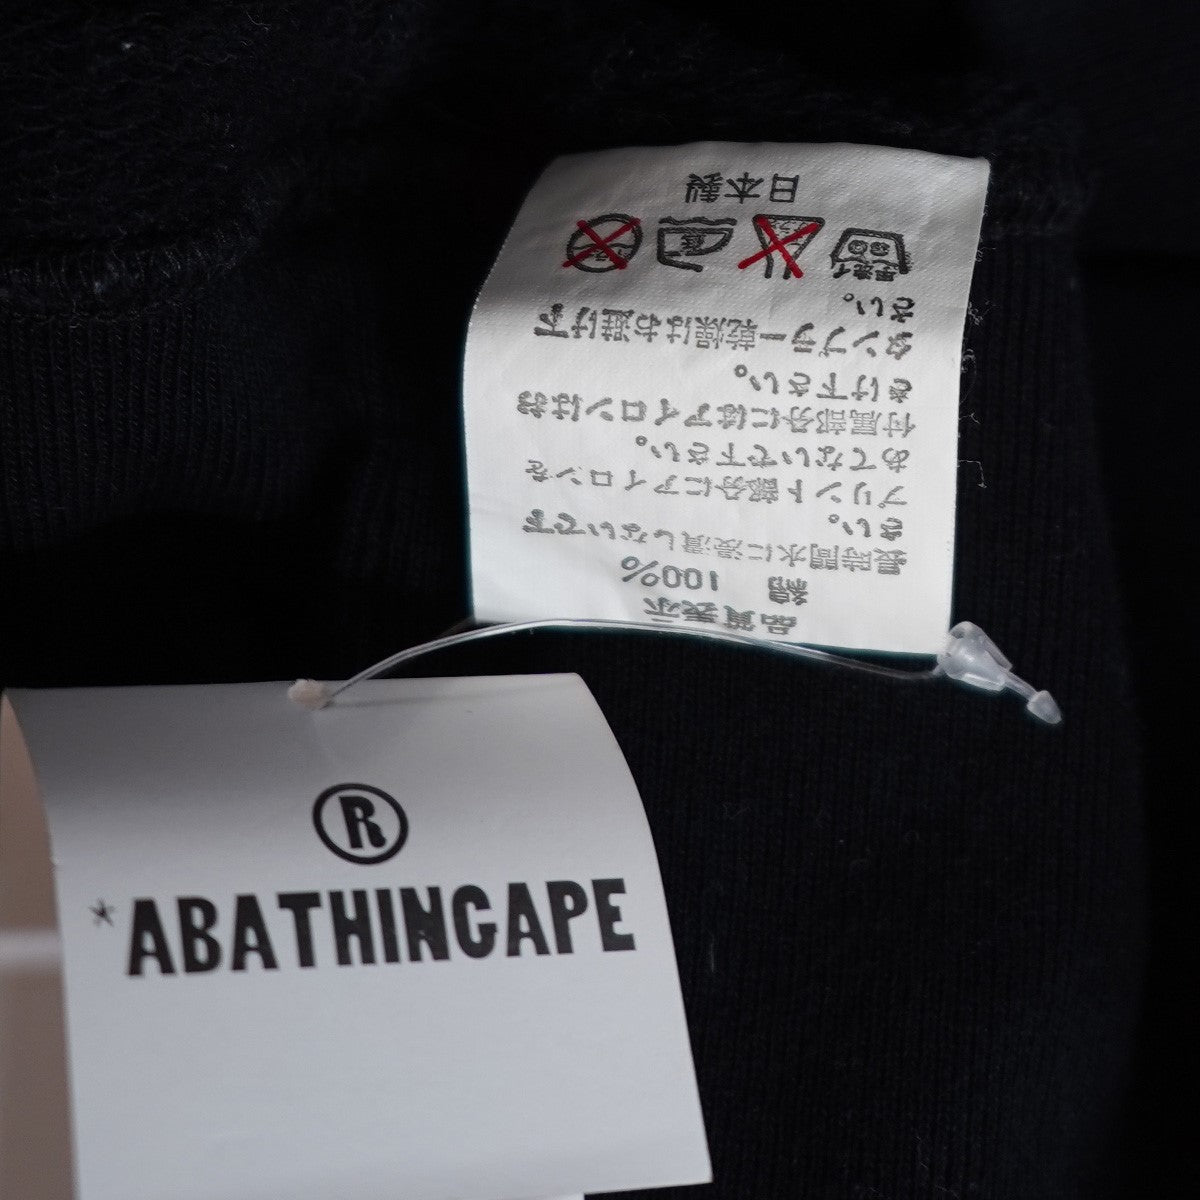 品質表示
綿 100%
長時間水に浸漬しないで下
さい。
プリント部分にアイロンを
あてないで下さい。
付属部分にはアイロンはお
さけ下さい。
タンブラー乾燥はお避け下
さい。
手洗イ
日本製
R
*ABATHINGAPE